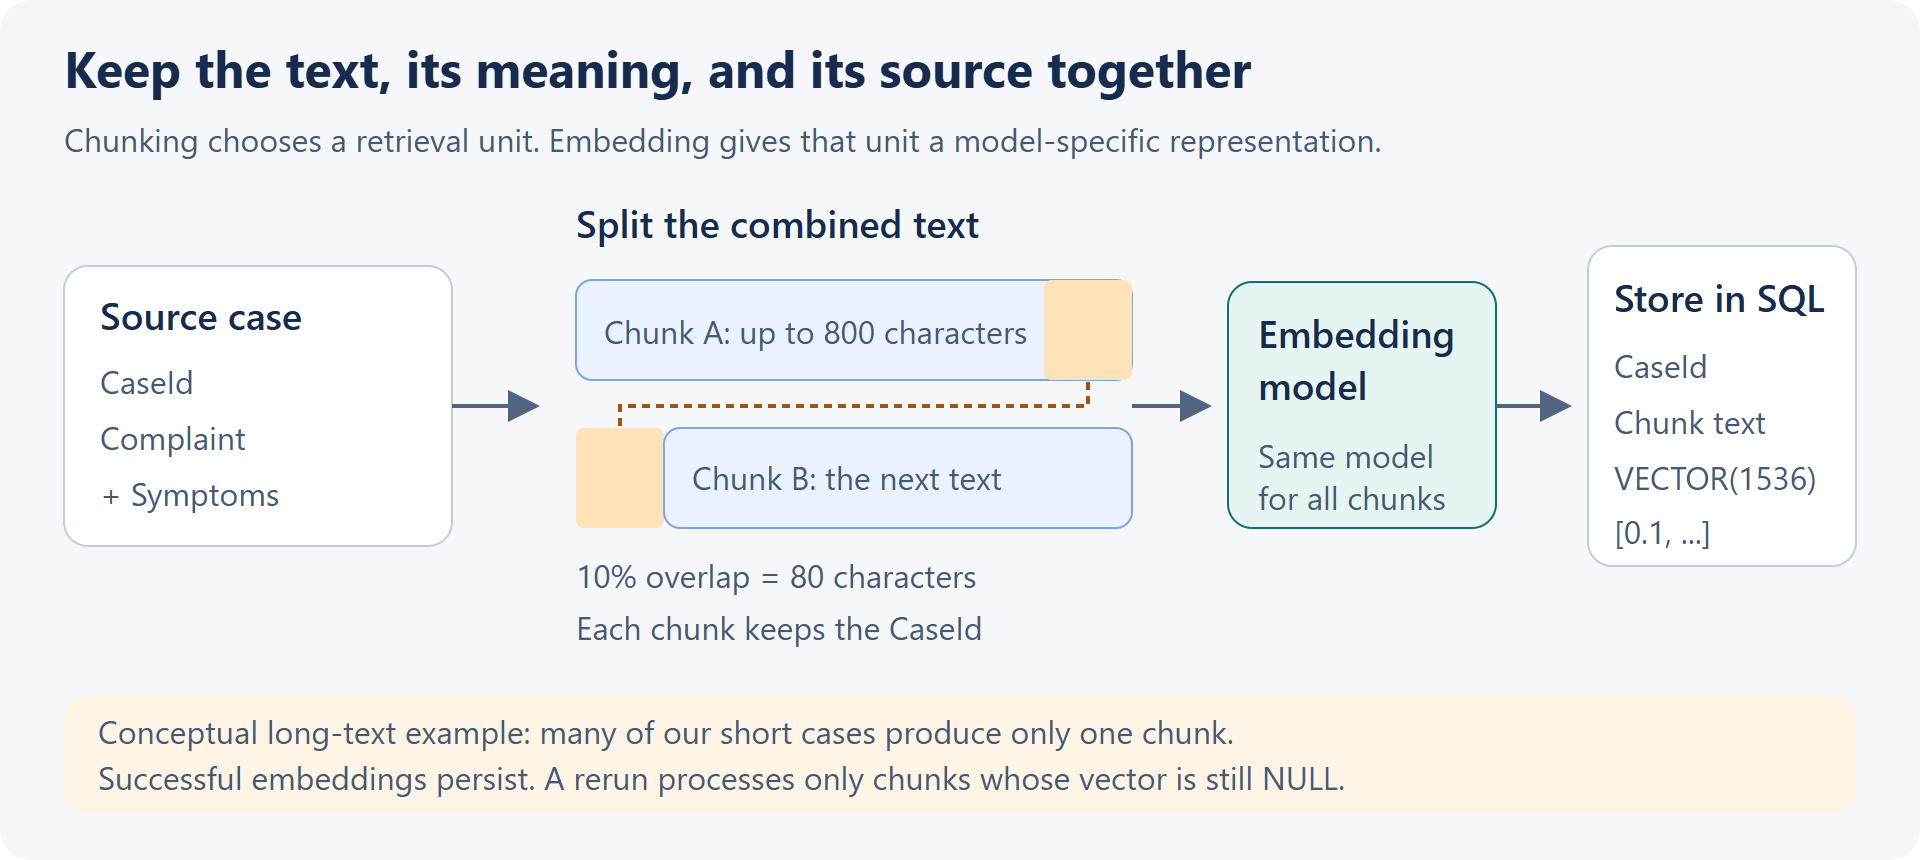 Keep the text, its meaning, and its source together
Chunking chooses a retrieval unit. Embedding gives that unit a model-specific representation.
Source case
CaseId
Complaint
+ Symptoms
Split the combined text
Chunk A: up to 800 characters
Chunk B: the next text
10% overlap = 80 characters
Each chunk keeps the CaseId
Embedding
model
Same model
for all chunks
Store in SQL
CaseId
Chunk text
VECTOR(1536)
[0.1, ...]
Conceptual long-text example: many of our short cases produce only one chunk.
Successful embeddings persist. A rerun processes only chunks whose vector is still NULL.